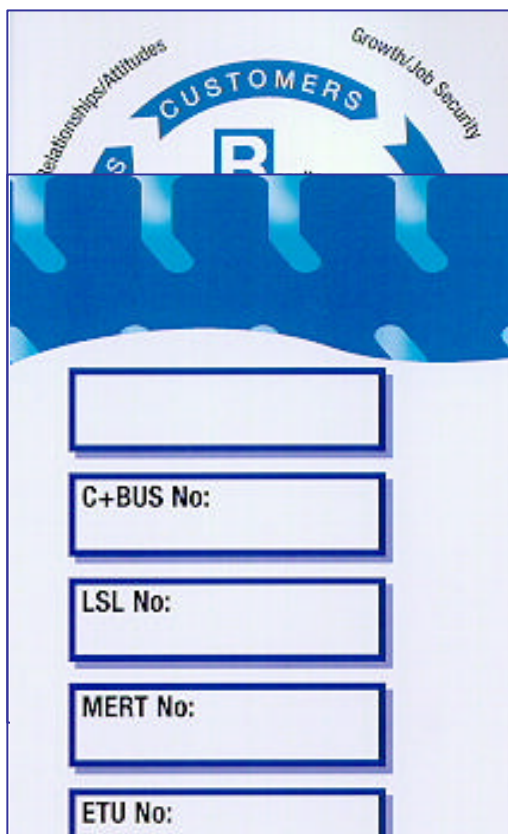 Relationships/Attitudes
Growth/Job Security
CUSTOMERS
S
B
C+BUS No:
LSL No:
MERT No:
ETU No: